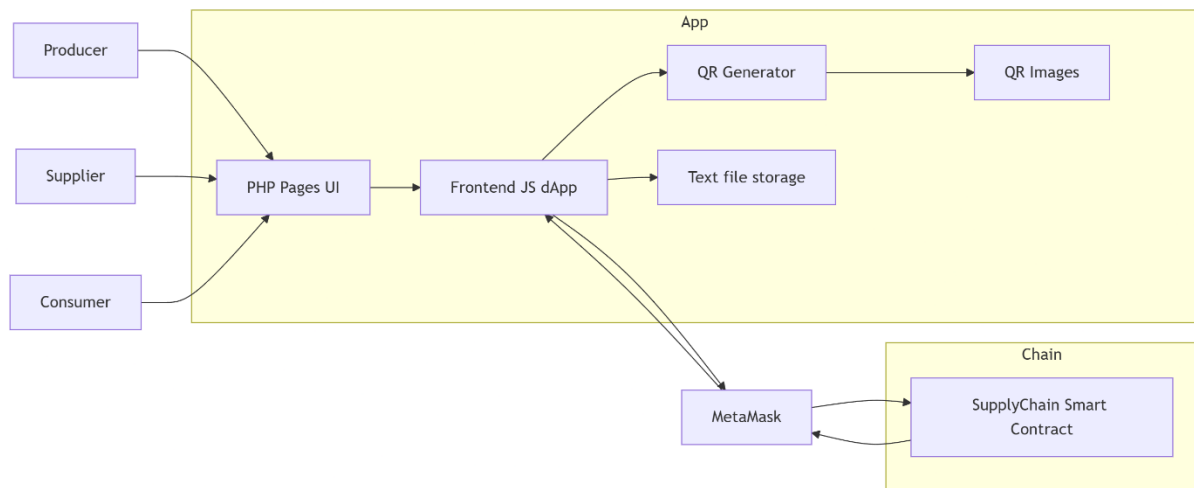 App
Producer
QR Generator
QR Images
Supplier
PHP Pages UI
Frontend JS dApp
Text file storage
Consumer
Chain
MetaMask
SupplyChain Smart
Contract